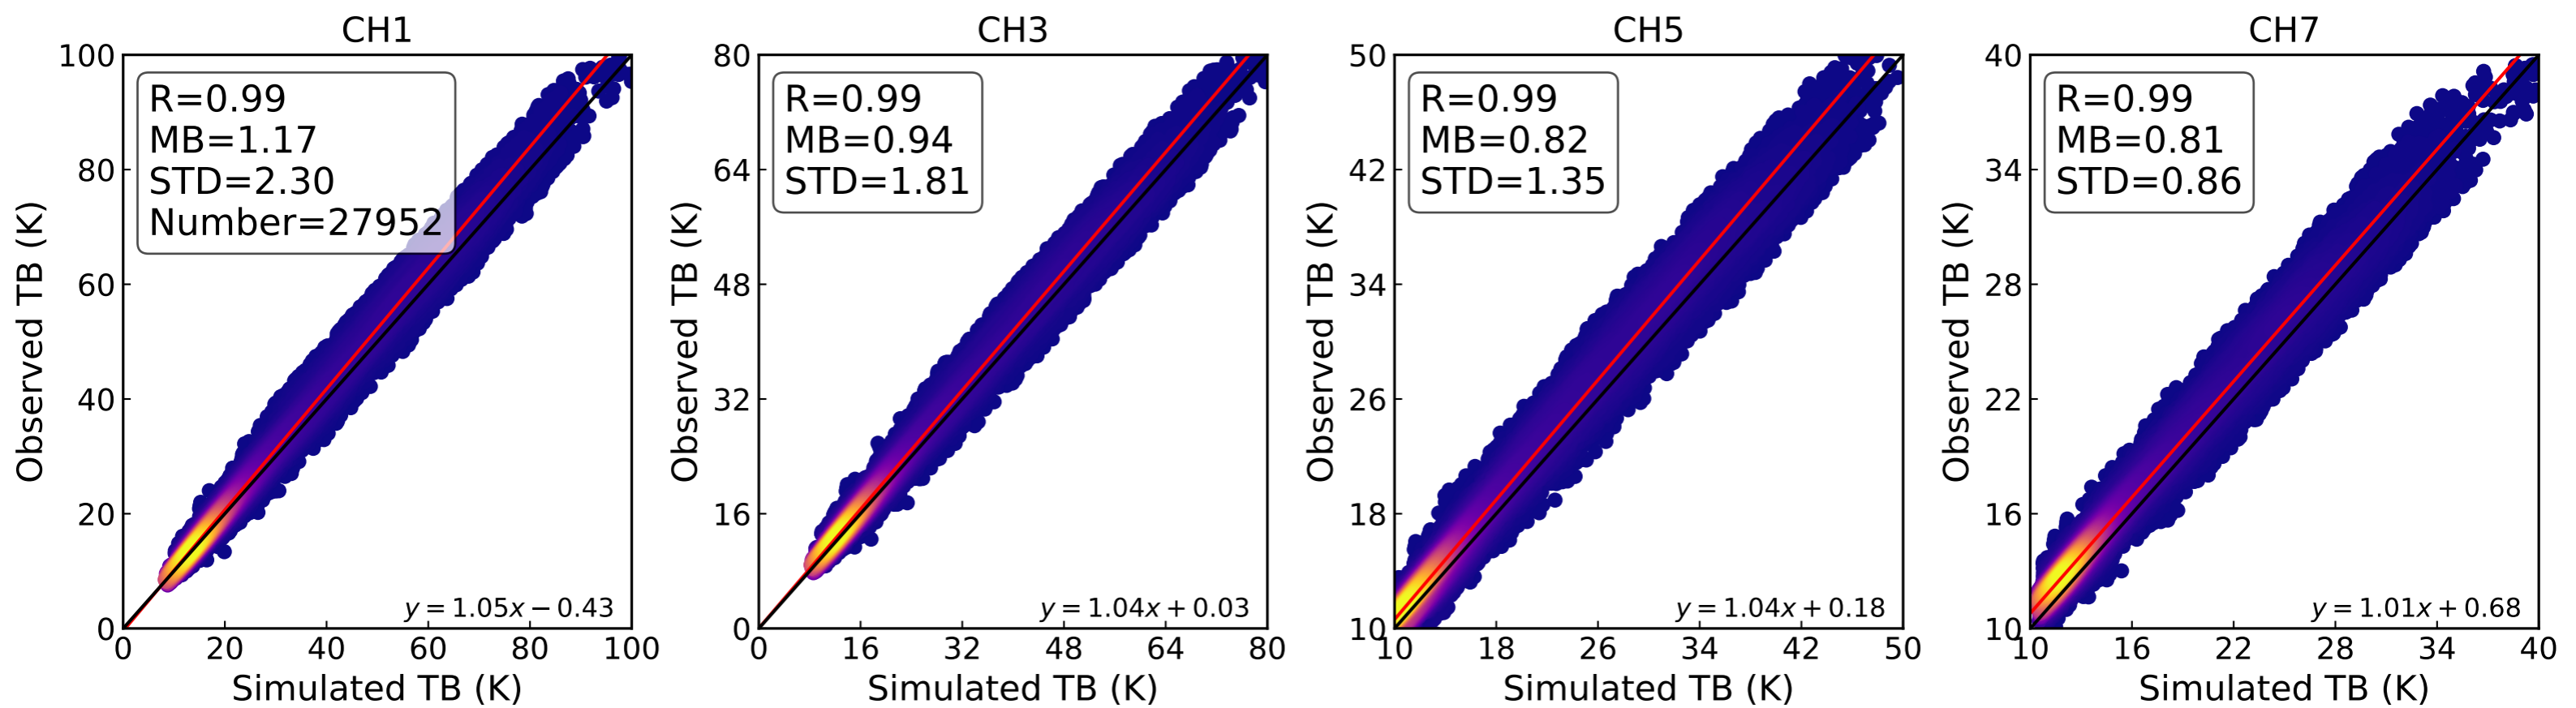 CH1
100
80
60
40
20
0
Observed TB (K)
R=0.99
MB=1.17
STD=2.30
Number=27952
y = 1.05x − 0.43
0 20 40 60 80 100
Simulated TB (K)
CH3
80
64
48
32
16
0
Observed TB (K)
R=0.99
MB=0.94
STD=1.81
y = 1.04x + 0.03
0 16 32 48 64 80
Simulated TB (K)
CH5
50
42
34
26
18
10
Observed TB (K)
R=0.99
MB=0.82
STD=1.35
y = 1.04x + 0.18
10 18 26 34 42 50
Simulated TB (K)
CH7
40
34
28
22
16
10
Observed TB (K)
R=0.99
MB=0.81
STD=0.86
y = 1.01x + 0.68
10 16 22 28 34 40
Simulated TB (K)